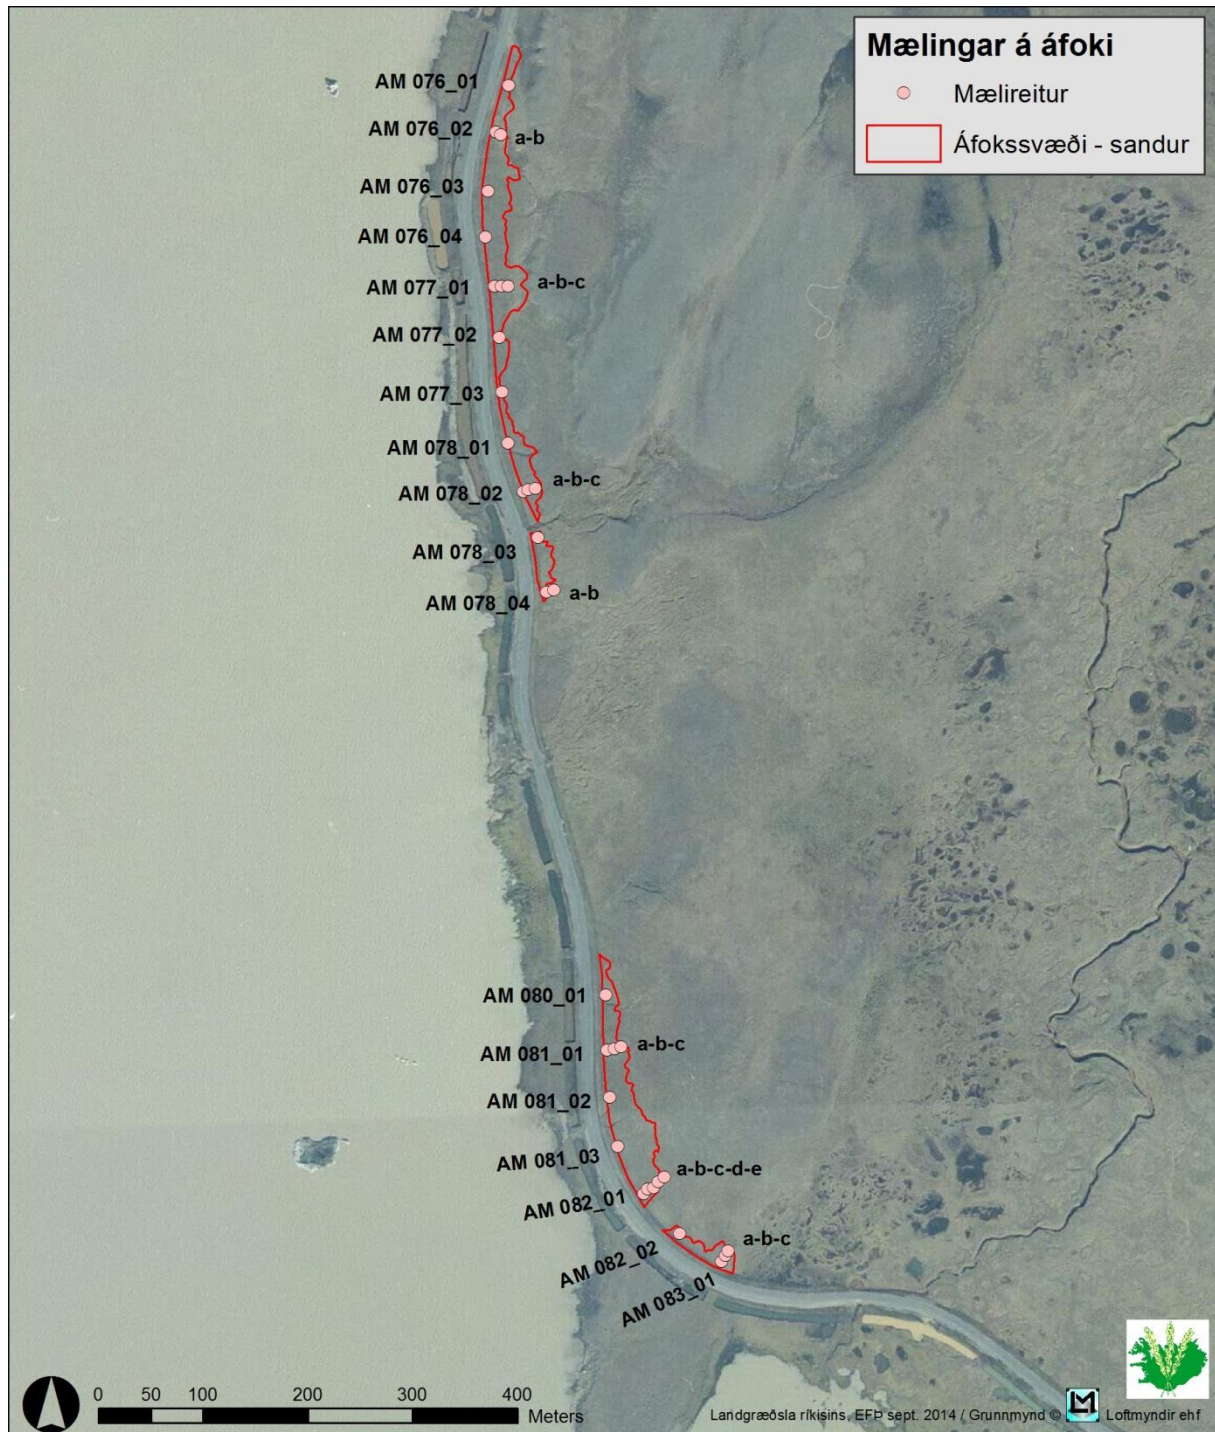 Mælingar á áfoki
Mælireitur
Áfokssvæði - sandur
AM 076_01
AM 076_02
a-b
AM 076_03
AM 076_04
AM 077_01
a-b-c
AM 077_02
AM 077_03
AM 078_01
AM 078_02
a-b-c
AM 078_03
AM 078_04
a-b
AM 080_01
AM 081_01
a-b-c
AM 081_02
AM 081_03
AM 082_01
a-b-c-d-e
AM 082_02
a-b-c
AM 083_01
0 50 100 200 300 400
Meters
Landgræðsla ríkisins, EFÞ sept. 2014 / Grunnmynd © LM Loftmyndir ehf